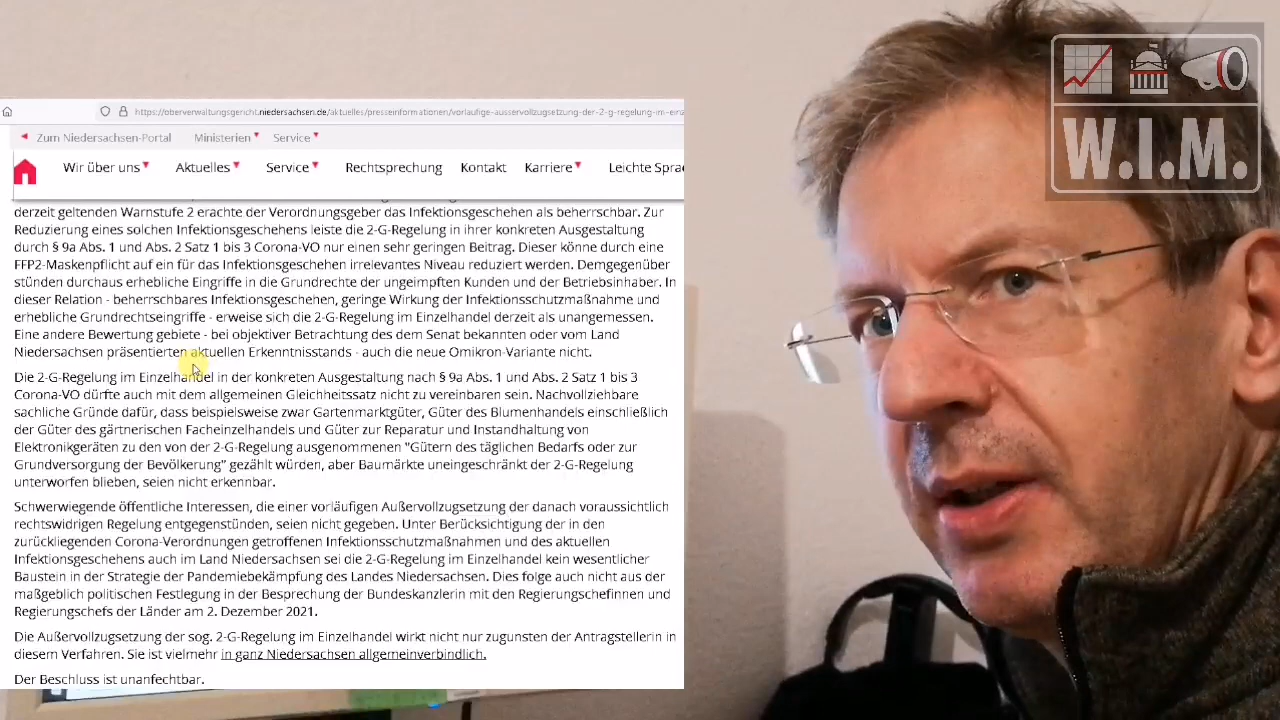 https://oberverwaltungsgericht.niedersachsen.de/aktuelles/presseinformationen/vorlaufige-ausservollzugsetzung-der-2-g-regelung-im-einz
Zum Niedersachsen-Portal Ministerien Service
Wir über uns Aktuelles Service Rechtsprechung Kontakt Karriere Leichte Sprac
derzeit geltenden Warnstufe 2 erachte der Verordnungsgeber das Infektionsgeschehen als beherrschbar. Zur
Reduzierung eines solchen Infektionsgeschehens leiste die 2-G-Regelung in ihrer konkreten Ausgestaltung
durch § 9a Abs. 1 und Abs. 2 Satz 1 bis 3 Corona-VO nur einen sehr geringen Beitrag. Dieser könne durch eine
FFP2-Maskenpflicht auf ein für das Infektionsgeschehen irrelevantes Niveau reduziert werden. Demgegenüber
stünden durchaus erhebliche Eingriffe in die Grundrechte der ungeimpften Kunden und der Betriebsinhaber. In
dieser Relation - beherrschbares Infektionsgeschehen, geringe Wirkung der Infektionsschutzmaßnahme und
erhebliche Grundrechtseingriffe - erweise sich die 2-G-Regelung im Einzelhandel derzeit als unangemessen.
Eine andere Bewertung gebiete - bei objektiver Betrachtung des dem Senat bekannten oder vom Land
Niedersachsen präsentierten aktuellen Erkenntnisstands - auch die neue Omikron-Variante nicht.
Die 2-G-Regelung im Einzelhandel in der konkreten Ausgestaltung nach § 9a Abs. 1 und Abs. 2 Satz 1 bis 3
Corona-VO dürfte auch mit dem allgemeinen Gleichheitssatz nicht zu vereinbaren sein. Nachvollziehbare
sachliche Gründe dafür, dass beispielsweise zwar Gartenmarktgüter, Güter des Blumenhandels einschließlich
der Güter des gärtnerischen Facheinzelhandels und Güter zur Reparatur und Instandhaltung von
Elektronikgeräten zu den von der 2-G-Regelung ausgenommenen "Gütern des täglichen Bedarfs oder zur
Grundversorgung der Bevölkerung" gezählt würden, aber Baumärkte uneingeschränkt der 2-G-Regelung
unterworfen blieben, seien nicht erkennbar.
Schwerwiegende öffentliche Interessen, die einer vorläufigen Außervollzugsetzung der danach voraussichtlich
rechtswidrigen Regelung entgegenstünden, seien nicht gegeben. Unter Berücksichtigung der in den
zurückliegenden Corona-Verordnungen getroffenen Infektionsschutzmaßnahmen und des aktuellen
Infektionsgeschehens auch im Land Niedersachsen sei die 2-G-Regelung im Einzelhandel kein wesentlicher
Baustein in der Strategie der Pandemiebekämpfung des Landes Niedersachsen. Dies folge auch nicht aus der
maßgeblich politischen Festlegung in der Besprechung der Bundeskanzlerin mit den Regierungschefinnen und
Regierungschefs der Länder am 2. Dezember 2021.
Die Außervollzugsetzung der sog. 2-G-Regelung im Einzelhandel wirkt nicht nur zugunsten der Antragstellerin in
diesem Verfahren. Sie ist vielmehr in ganz Niedersachsen allgemeinverbindlich.
Der Beschluss ist unanfechtbar.
W.I.M.